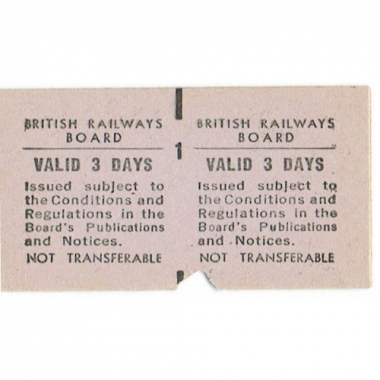 BRITISH RAILWAYS
BOARD
VALID 3 DAYS
Issued subject to
the Conditions and
Regulations in the
Board's Publications
and Notices.
NOT TRANSFERABLE
1
BRITISH RAILWAYS
BOARD
VALID 3 DAYS
Issued subject to
the Conditions and
Regulations in the
Board's Publications
and Notices.
NOT TRANSFERABLE